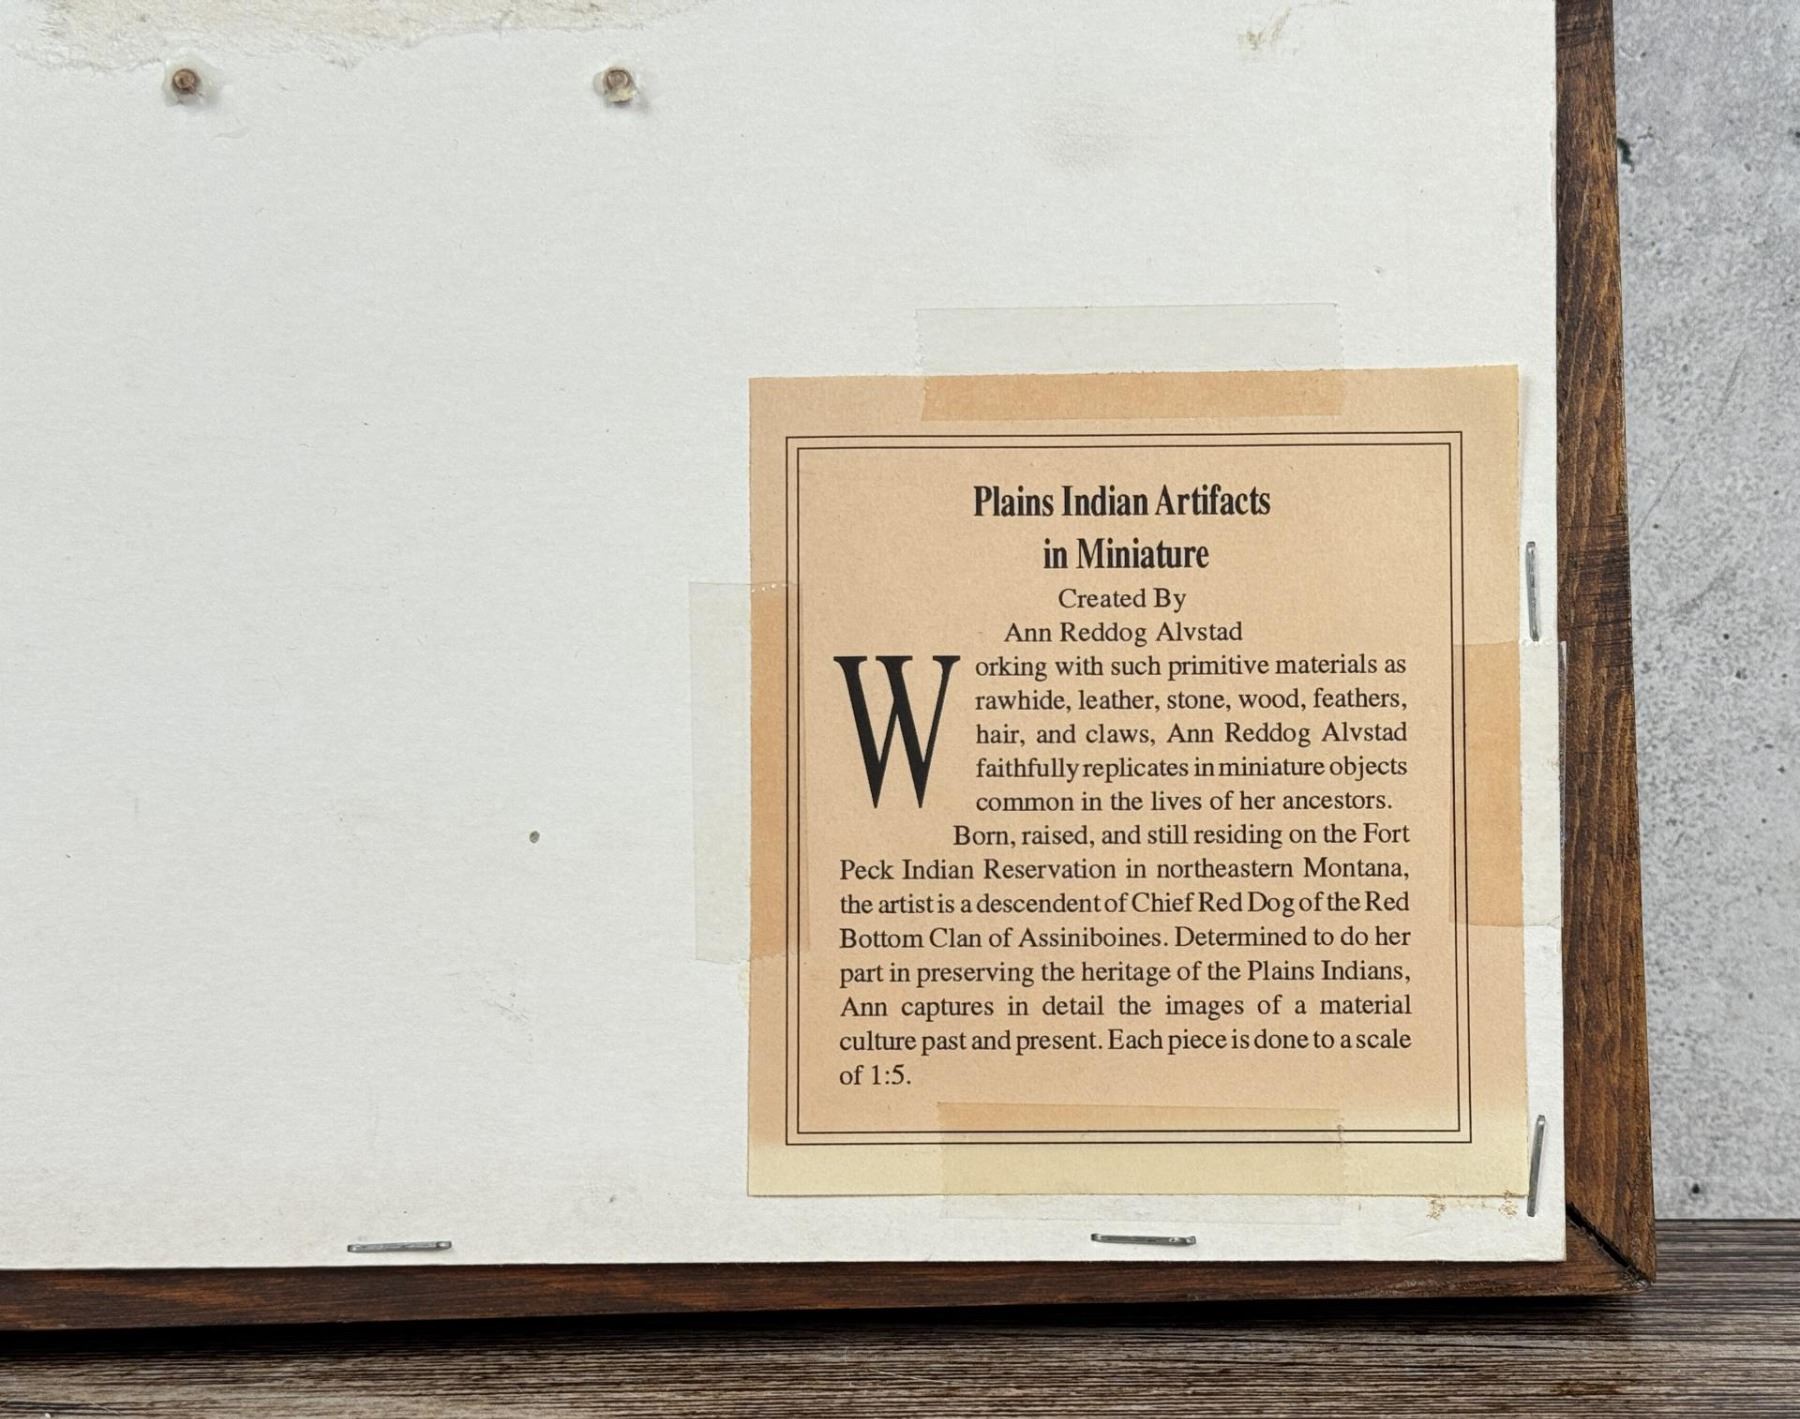 Plains Indian Artifacts
in Miniature
Created By
Ann Reddog Alvstad
Working with such primitive materials as
rawhide, leather, stone, wood, feathers,
hair, and claws, Ann Reddog Alvstad
faithfully replicates in miniature objects
common in the lives of her ancestors.
Born, raised, and still residing on the Fort
Peck Indian Reservation in northeastern Montana,
the artist is a descendent of Chief Red Dog of the Red
Bottom Clan of Assiniboines. Determined to do her
part in preserving the heritage of the Plains Indians,
Ann captures in detail the images of a material
culture past and present. Each piece is done to a scale
of 1:5.